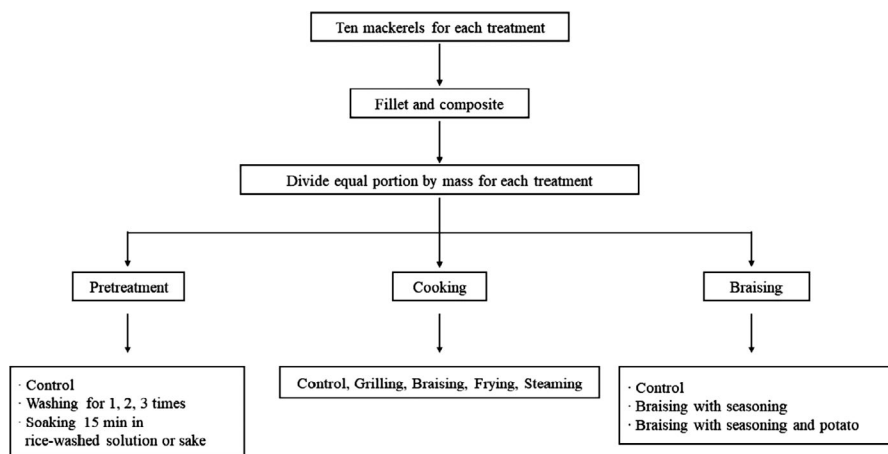 Ten mackerels for each treatment
Fillet and composite
Divide equal portion by mass for each treatment
Pretreatment
Cooking
Braising
· Control
· Washing for 1, 2, 3 times
· Soaking 15 min in
rice-washed solution or sake
Control, Grilling, Braising, Frying, Steaming
· Control
· Braising with seasoning
· Braising with seasoning and potato